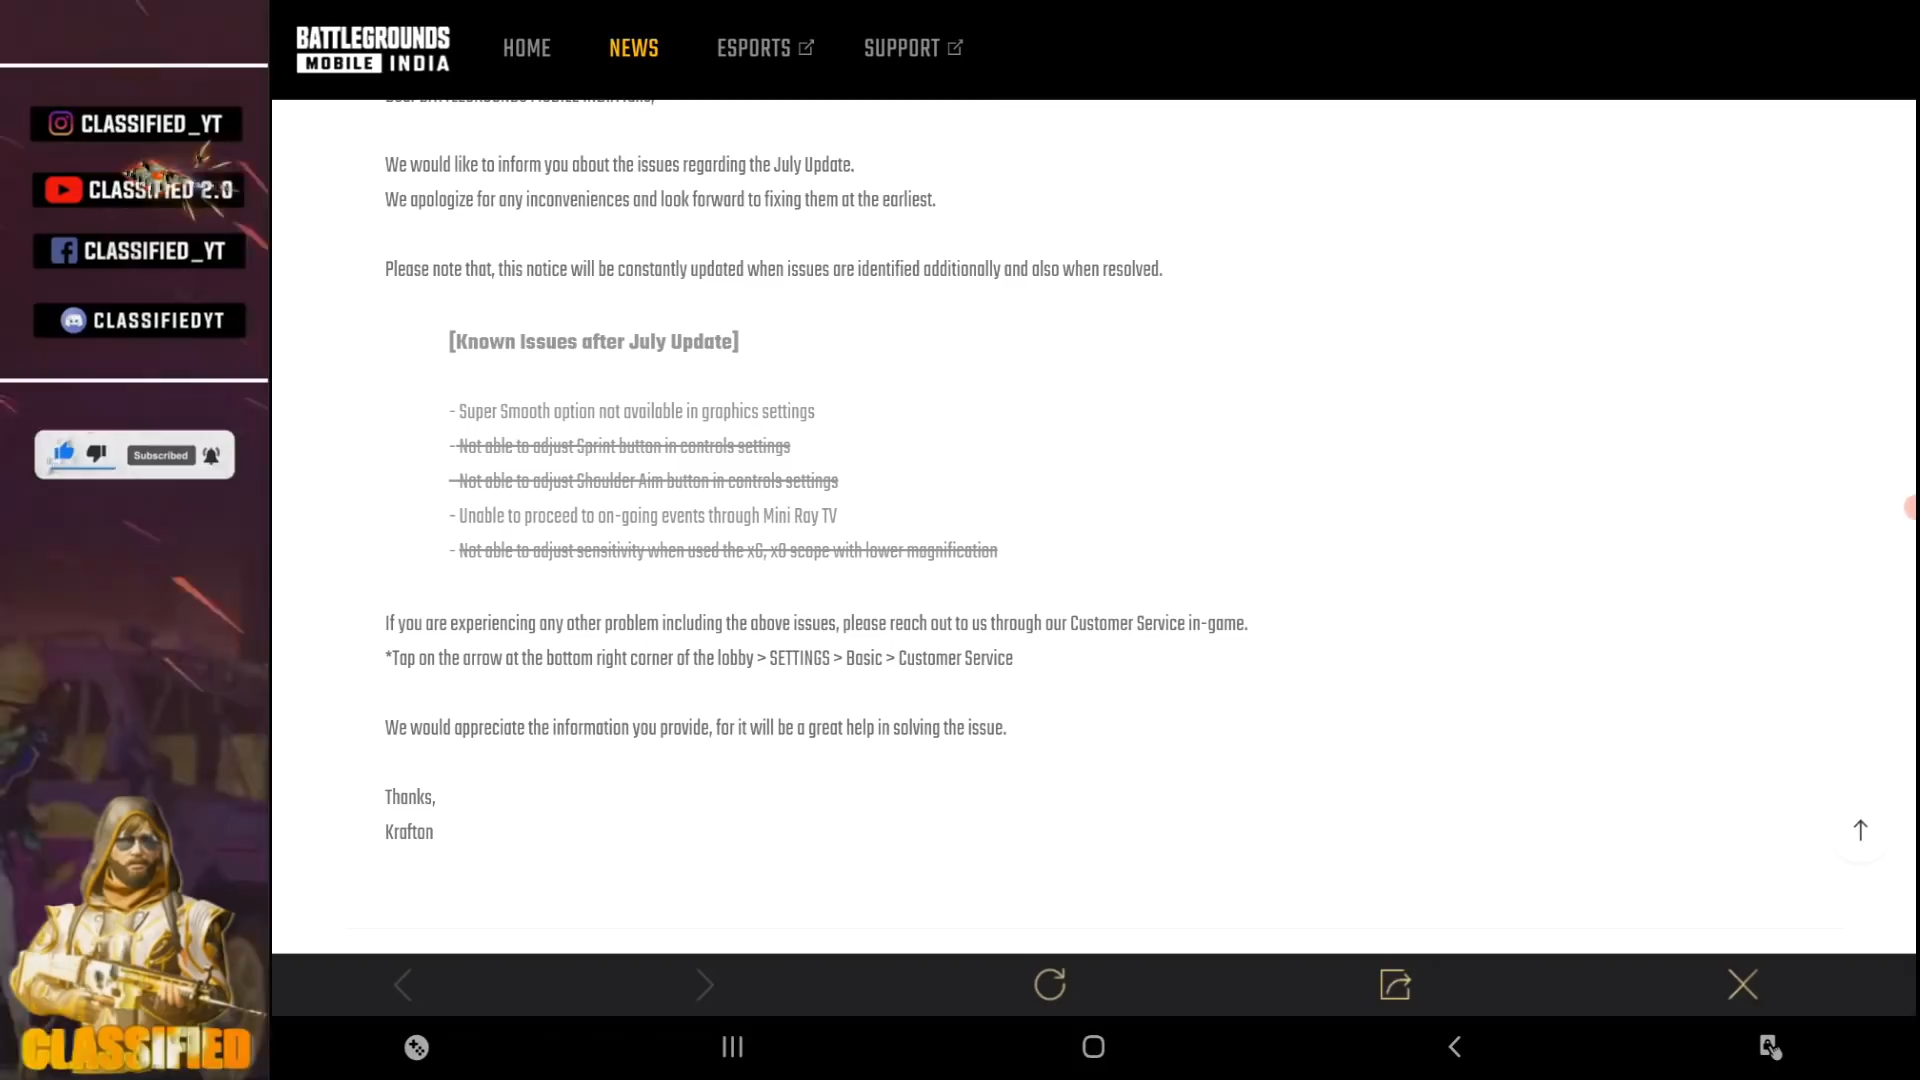 BATTLEGROUNDS
MOBILE INDIA
HOME NEWS ESPORTS SUPPORT
CLASSIFIED_YT
CLASSIFIED 2.0
CLASSIFIED_YT
CLASSIFIEDYT
Subscribed
CLASSIFIED
We would like to inform you about the issues regarding the July Update.
We apologize for any inconveniences and look forward to fixing them at the earliest.
Please note that, this notice will be constantly updated when issues are identified additionally and also when resolved.
[Known Issues after July Update]
- Super Smooth option not available in graphics settings
- Not able to adjust Sprint button in controls settings
- Not able to adjust Shoulder Aim button in controls settings
- Unable to proceed to on-going events through Mini Ray TV
- Not able to adjust sensitivity when used the x6, x8 scope with lower magnification
If you are experiencing any other problem including the above issues, please reach out to us through our Customer Service in-game.
*Tap on the arrow at the bottom right corner of the lobby > SETTINGS > Basic > Customer Service
We would appreciate the information you provide, for it will be a great help in solving the issue.
Thanks,
Krafton